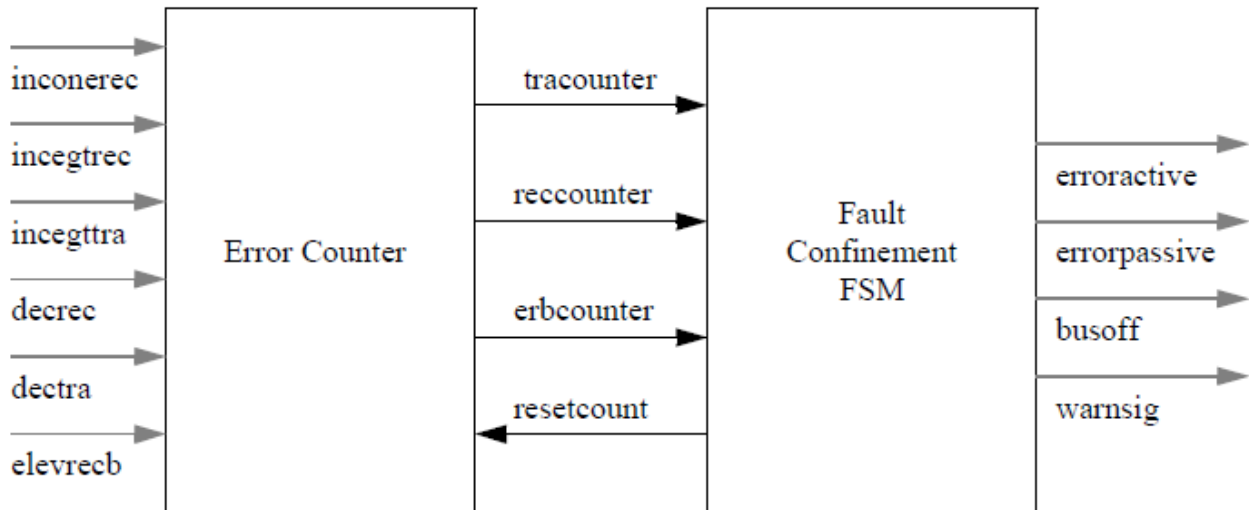 inconerec
incegtrec
incegttra
decrec
dectra
elevrecb
Error Counter
tracounter
reccounter
erbcounter
resetcount
Fault
Confinement
FSM
erroractive
errorpassive
busoff
warnsig